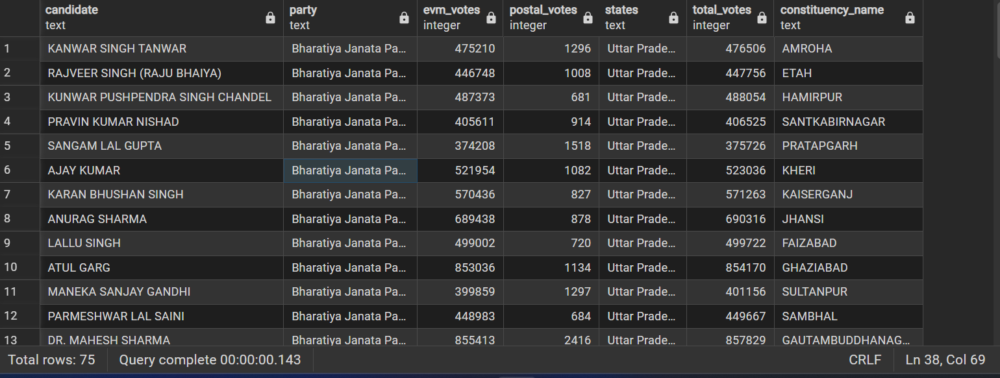 candidate party evm_votes postal_votes states total_votes constituency_name
text text integer integer text integer text
1 KANWAR SINGH TANWAR Bharatiya Janata Pa... 475210 1296 Uttar Prade... 476506 AMROHA
2 RAJVEER SINGH (RAJU BHAIYA) Bharatiya Janata Pa... 446748 1008 Uttar Prade... 447756 ETAH
3 KUNWAR PUSHPENDRA SINGH CHANDEL Bharatiya Janata Pa... 487373 681 Uttar Prade... 488054 HAMIRPUR
4 PRAVIN KUMAR NISHAD Bharatiya Janata Pa... 405611 914 Uttar Prade... 406525 SANTKABIRNAGAR
5 SANGAM LAL GUPTA Bharatiya Janata Pa... 374208 1518 Uttar Prade... 375726 PRATAPGARH
6 AJAY KUMAR Bharatiya Janata Pa... 521954 1082 Uttar Prade... 523036 KHERI
7 KARAN BHUSHAN SINGH Bharatiya Janata Pa... 570436 827 Uttar Prade... 571263 KAISERGANJ
8 ANURAG SHARMA Bharatiya Janata Pa... 689438 878 Uttar Prade... 690316 JHANSI
9 LALLU SINGH Bharatiya Janata Pa... 499002 720 Uttar Prade... 499722 FAIZABAD
10 ATUL GARG Bharatiya Janata Pa... 853036 1134 Uttar Prade... 854170 GHAZIABAD
11 MANEKA SANJAY GANDHI Bharatiya Janata Pa... 399859 1297 Uttar Prade... 401156 SULTANPUR
12 PARMESHWAR LAL SAINI Bharatiya Janata Pa... 448983 684 Uttar Prade... 449667 SAMBHAL
13 DR. MAHESH SHARMA Bharatiya Janata Pa... 855413 2416 Uttar Prade... 857829 GAUTAMBUDDHANAG...
Total rows: 75 Query complete 00:00:00.143 CRLF Ln 38, Col 69